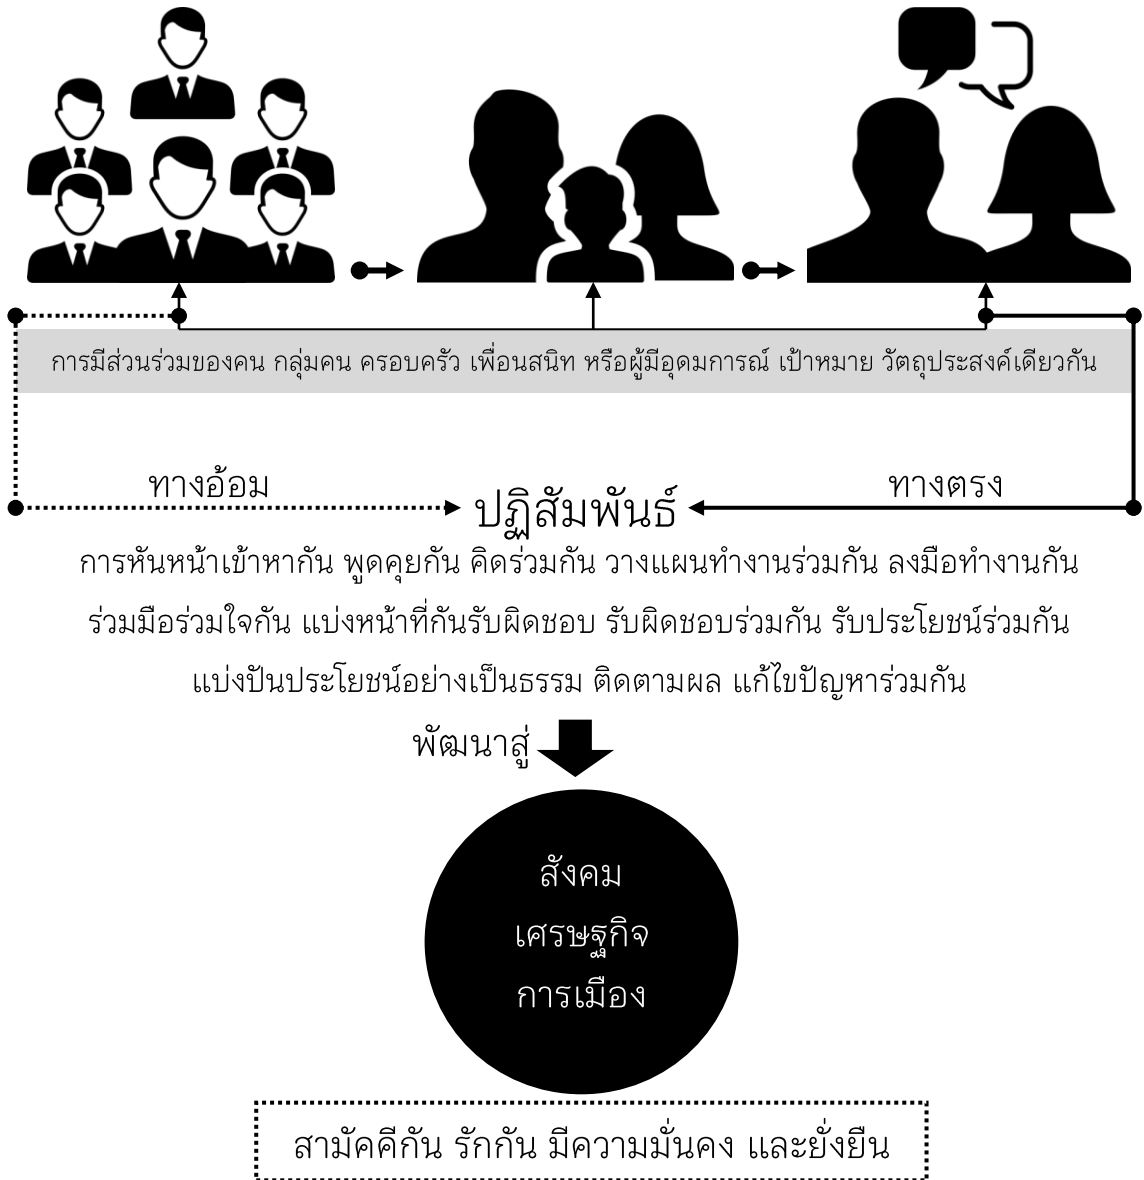 การมีส่วนร่วมของคน กลุ่มคน ครอบครัว เพื่อนสนิท หรือผู้มีอุดมการณ์ เป้าหมาย วัตถุประสงค์เดียวกัน
ทางอ้อม
ทางตรง
ปฏิสัมพันธ์
การหันหน้าเข้าหากัน พูดคุยกัน คิดร่วมกัน วางแผนทำงานร่วมกัน ลงมือทำงานกัน
ร่วมมือร่วมใจกัน แบ่งหน้าที่กันรับผิดชอบ รับผิดชอบร่วมกัน รับประโยชน์ร่วมกัน
แบ่งปันประโยชน์อย่างเป็นธรรม ติดตามผล แก้ไขปัญหาร่วมกัน
พัฒนาสู่
สังคม
เศรษฐกิจ
การเมือง
สามัคคีกัน รักกัน มีความมั่นคง และยั่งยืน